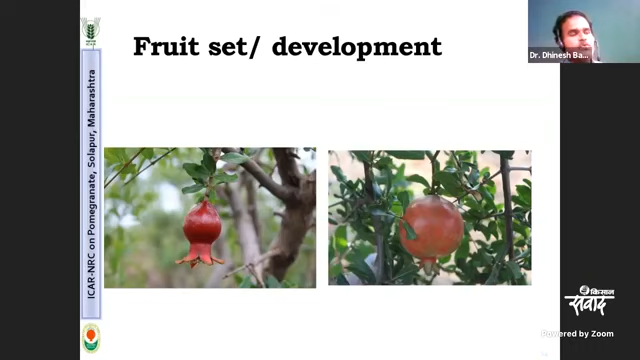 Fruit set/ development
Dr. Dhinesh Ba...
ICAR-NRC on Pomegranate, Solapur, Maharashtra
किसान
संवाद
Powered by Zoom